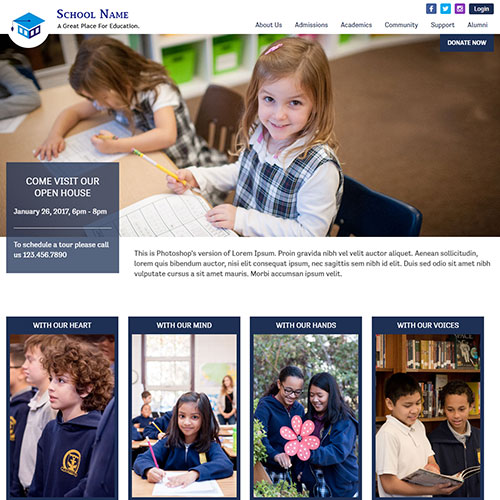 SCHOOL NAME
A Great Place For Education.
Login
About Us Admissions Academics Community Support Alumni
DONATE NOW
COME VISIT OUR
OPEN HOUSE
January 26, 2017, 6pm - 8pm
To schedule a tour please call
us 123.456.7890
This is Photoshop's version of Lorem Ipsum. Proin gravida nibh vel velit auctor aliquet. Aenean sollicitudin,
lorem quis bibendum auctor, nisi elit consequat ipsum, nec sagittis sem nibh id elit. Duis sed odio sit amet nibh
vulputate cursus a sit amet mauris. Morbi accumsan ipsum velit.
WITH OUR HEART
WITH OUR MIND
WITH OUR HANDS
WITH OUR VOICES